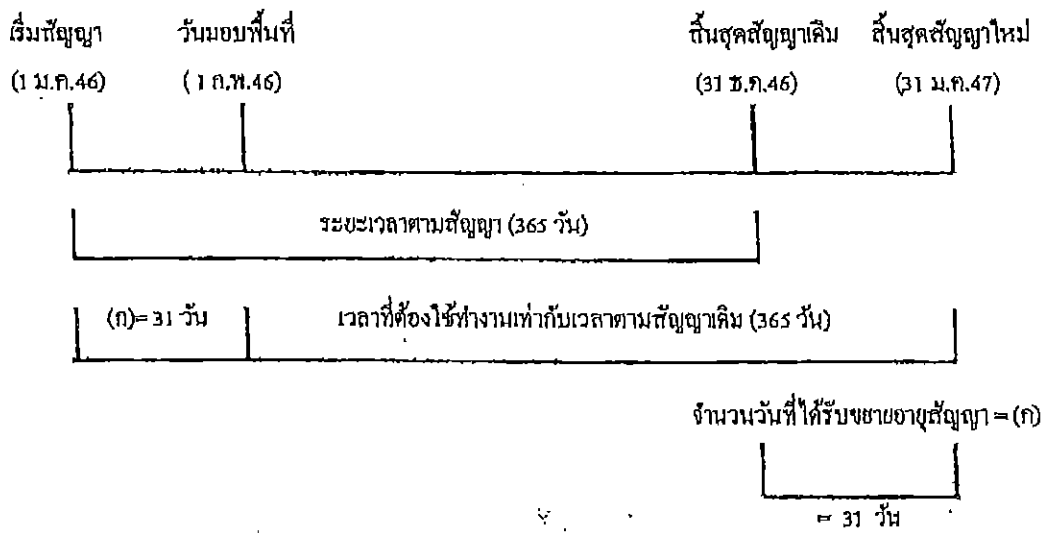 เริ่มสัญญา วันมอบพื้นที่ สิ้นสุดสัญญาเดิม สิ้นสุดสัญญาใหม่
(1 ม.ค.46) (1 ก.พ.46) (31 ธ.ค.46) (31 ม.ค.47)
ระยะเวลาตามสัญญา (365 วัน)
(ก)= 31 วัน เวลาที่ต้องใช้ทำงานเท่ากับเวลาตามสัญญาเดิม (365 วัน)
จำนวนวันที่ได้รับขยายอายุสัญญา = (ก)
= 31 วัน